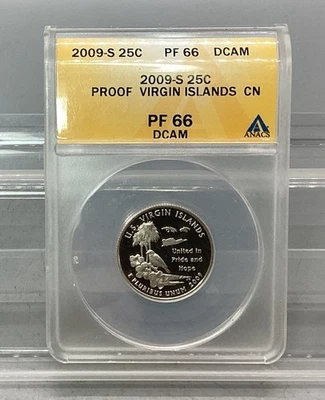 2009-S 25C PF 66 DCAM
2009-S 25C
PROOF VIRGIN ISLANDS CN
PF 66
DCAM
ANACS
U.S. VIRGIN ISLANDS
United in
Pride and
Hope
E PLURIBUS UNUM 2009